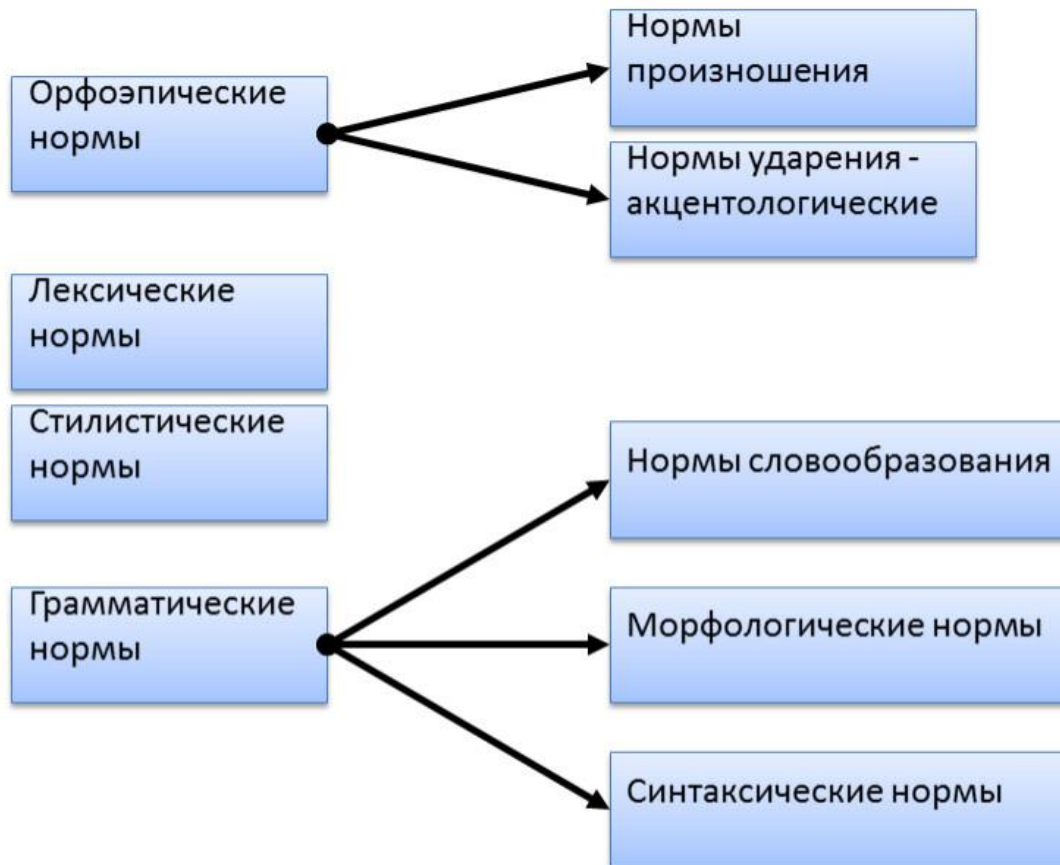 Орфоэпические
нормы
Нормы
произношения
Нормы ударения -
акцентологические
Лексические
нормы
Стилистические
нормы
Грамматические
нормы
Нормы словообразования
Морфологические нормы
Синтаксические нормы